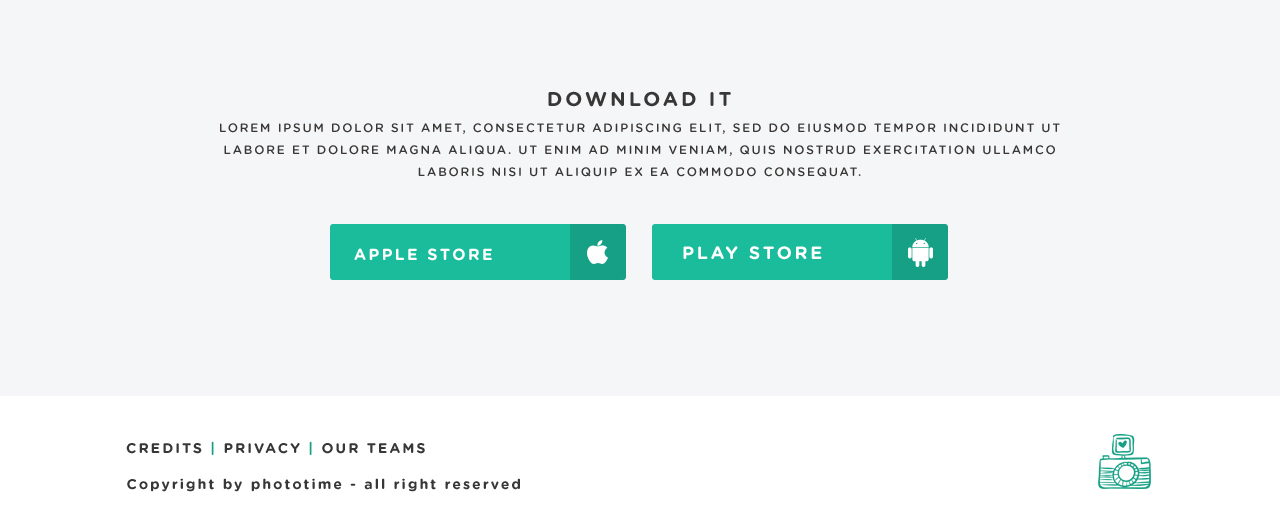 DOWNLOAD IT
LOREM IPSUM DOLOR SIT AMET, CONSECTETUR ADIPISCING ELIT, SED DO EIUSMOD TEMPOR INCIDIDUNT UT
LABORE ET DOLORE MAGNA ALIQUA. UT ENIM AD MINIM VENIAM, QUIS NOSTRUD EXERCITATION ULLAMCO
LABORIS NISI UT ALIQUIP EX EA COMMODO CONSEQUAT.
APPLE STORE
PLAY STORE
CREDITS | PRIVACY | OUR TEAMS
Copyright by phototime - all right reserved